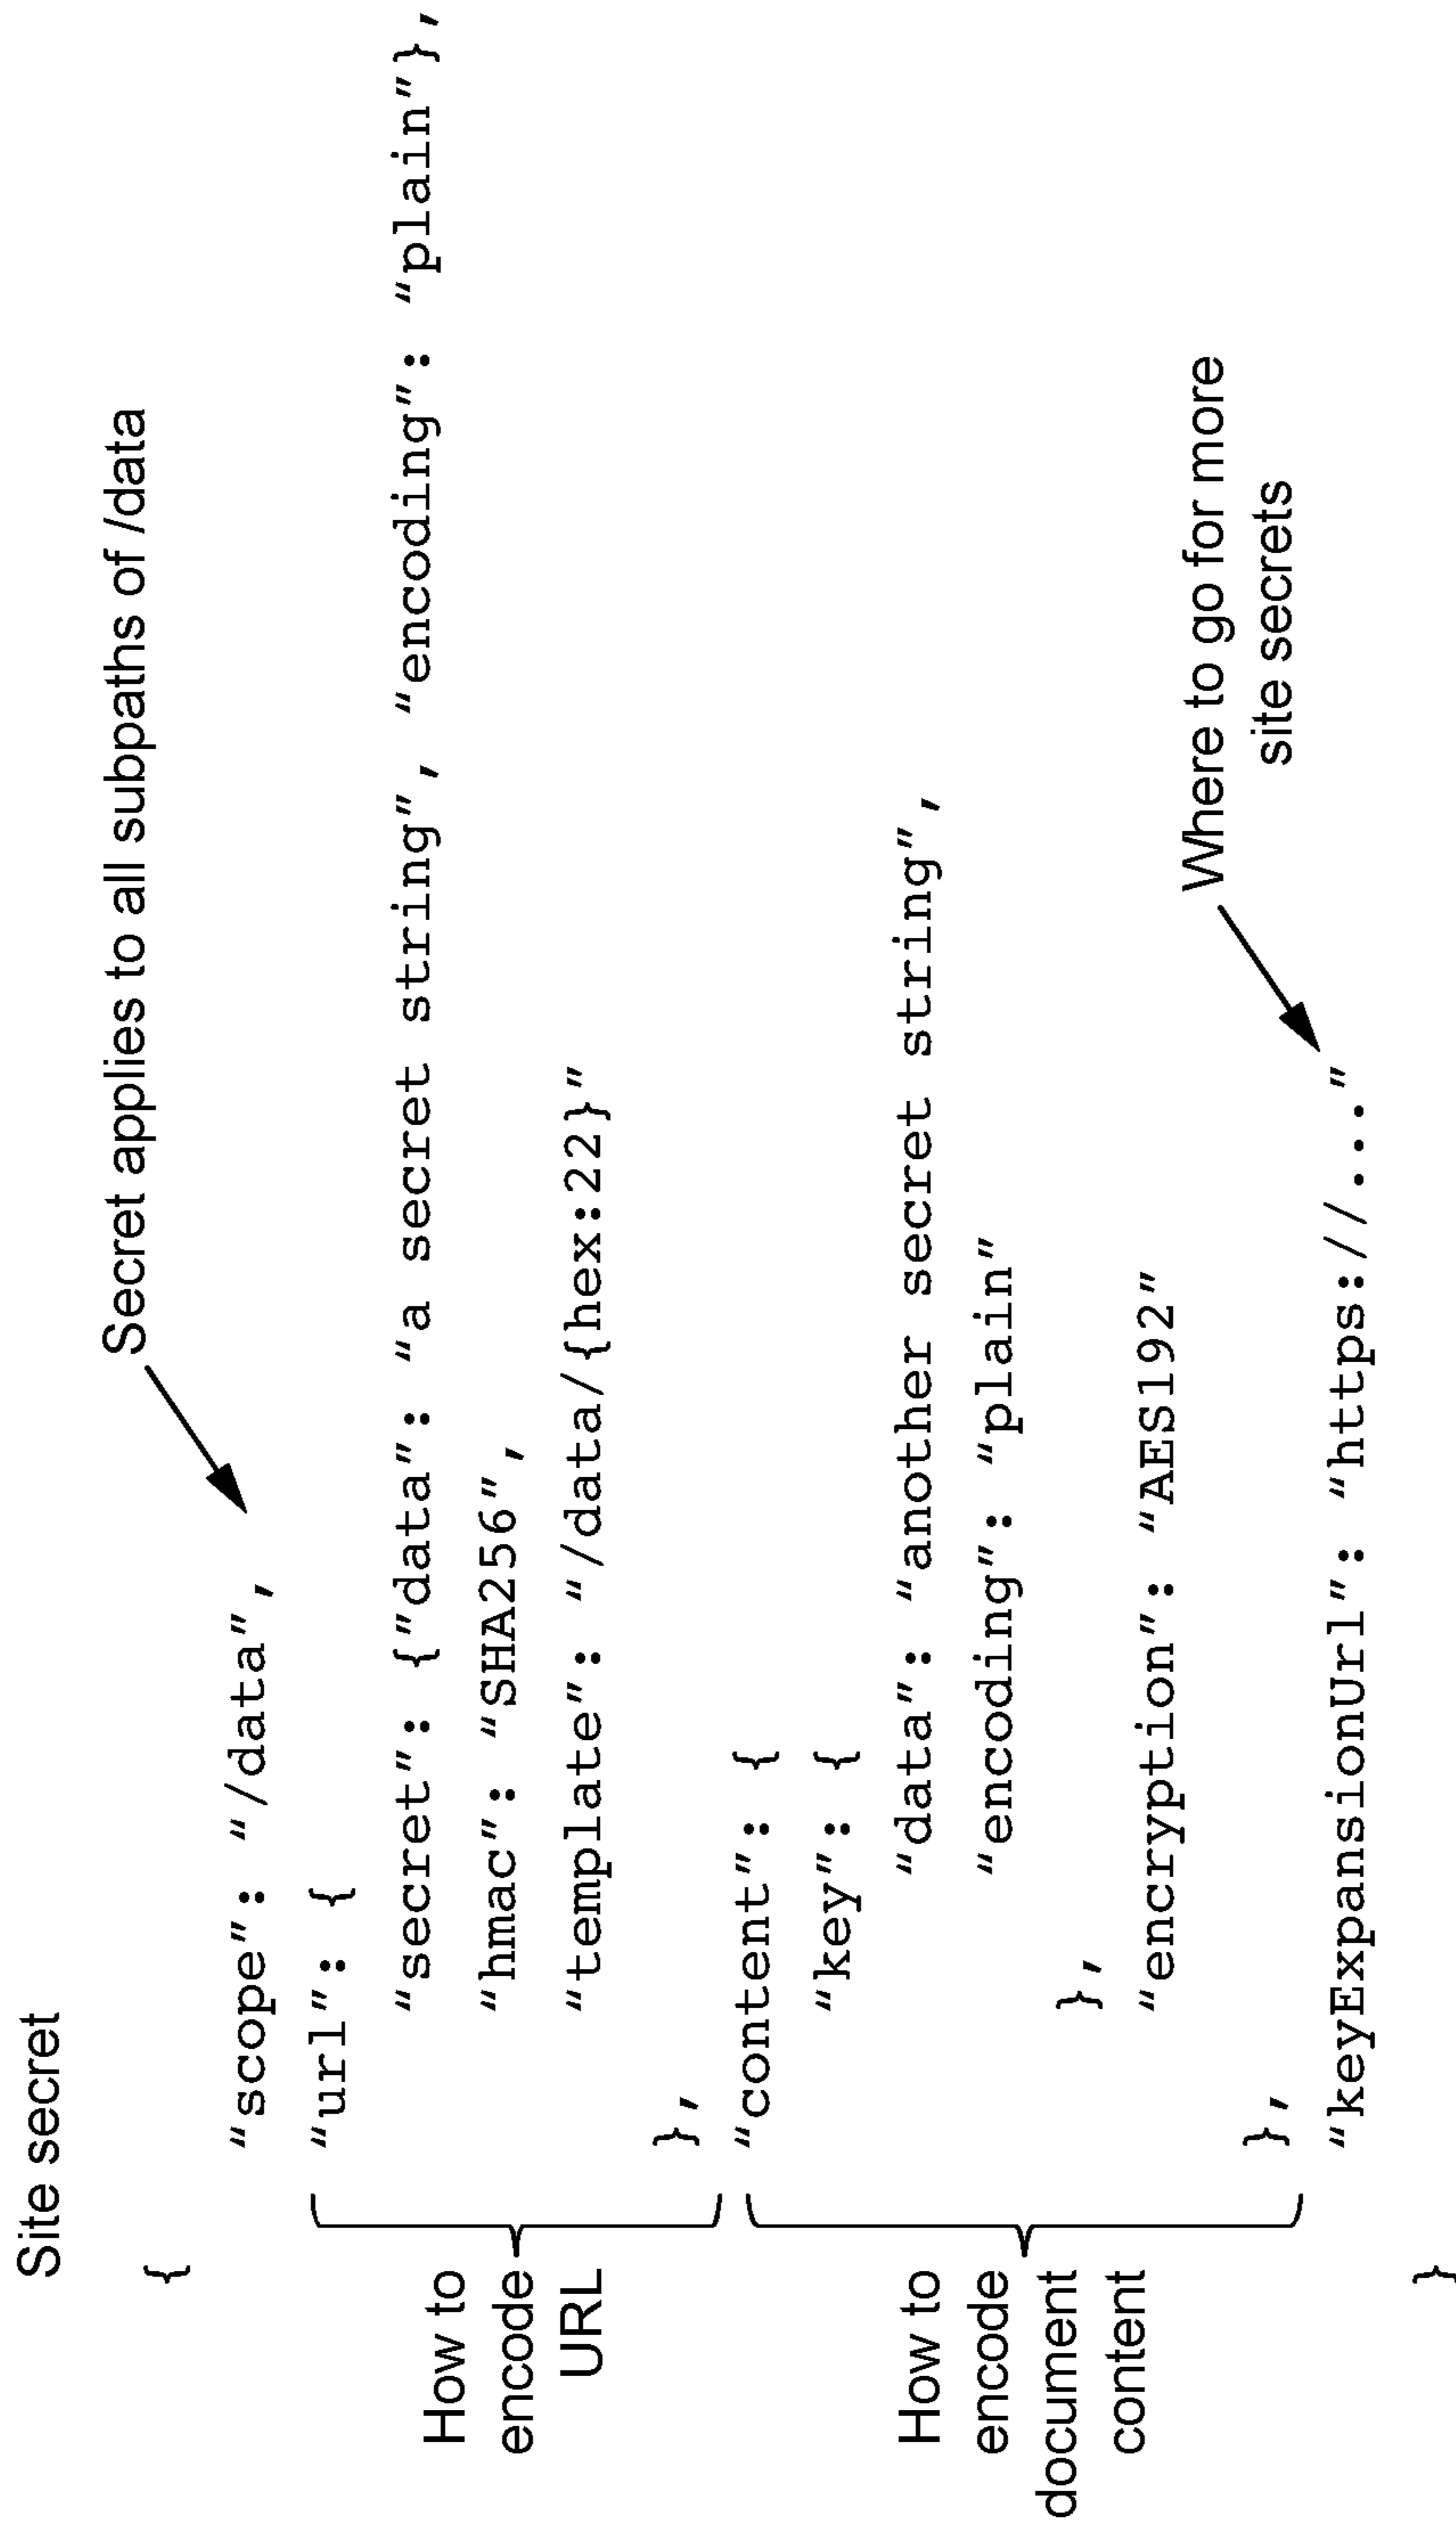 Site secret
Secret applies to all subpaths of /data
{
“scope”: “/data”,
“url”: {
“secret”: {"data”: “a secret string”, “encoding”: “plain”},
“hmac”: “SHA256”,
“template”: “/data/{hex:22}”
},
“content”: {
“key”: {
“data”: “another secret string”,
“encoding”: “plain”
},
“encryption”: “AES192”
},
“keyExpansionUrl”: “https://...”
}
How to
encode
URL
How to
encode
document
content
Where to go for more
site secrets